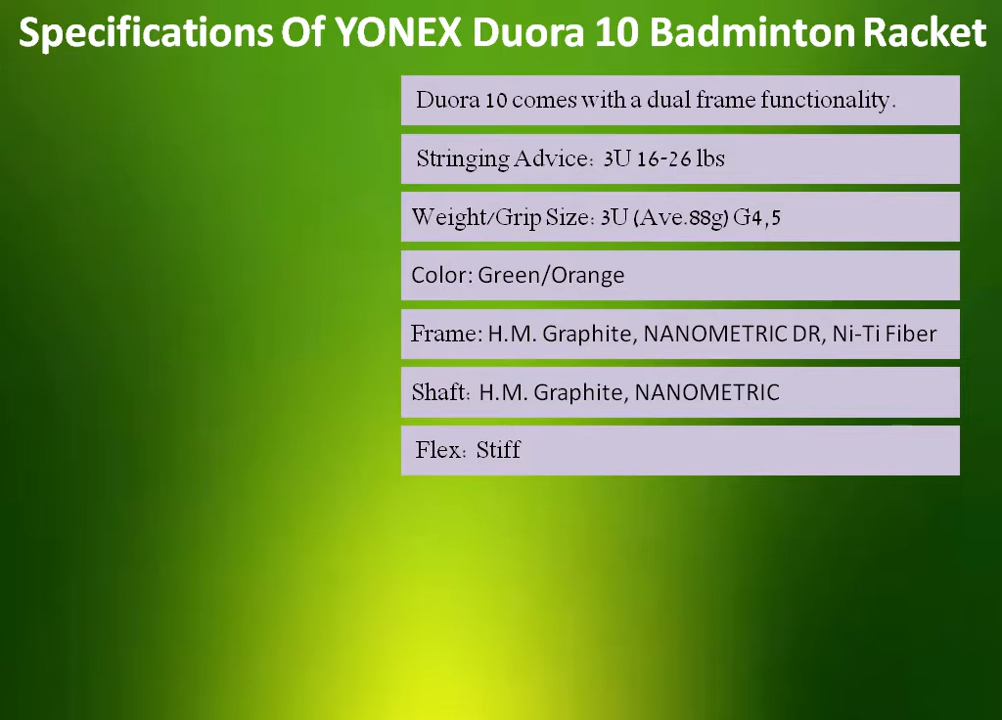 Specifications Of YONEX Duora 10 Badminton Racket
Duora 10 comes with a dual frame functionality.
Stringing Advice: 3U 16-26 lbs
Weight/Grip Size: 3U (Ave.88g) G4,5
Color: Green/Orange
Frame: H.M. Graphite, NANOMETRIC DR, Ni-Ti Fiber
Shaft: H.M. Graphite, NANOMETRIC
Flex: Stiff